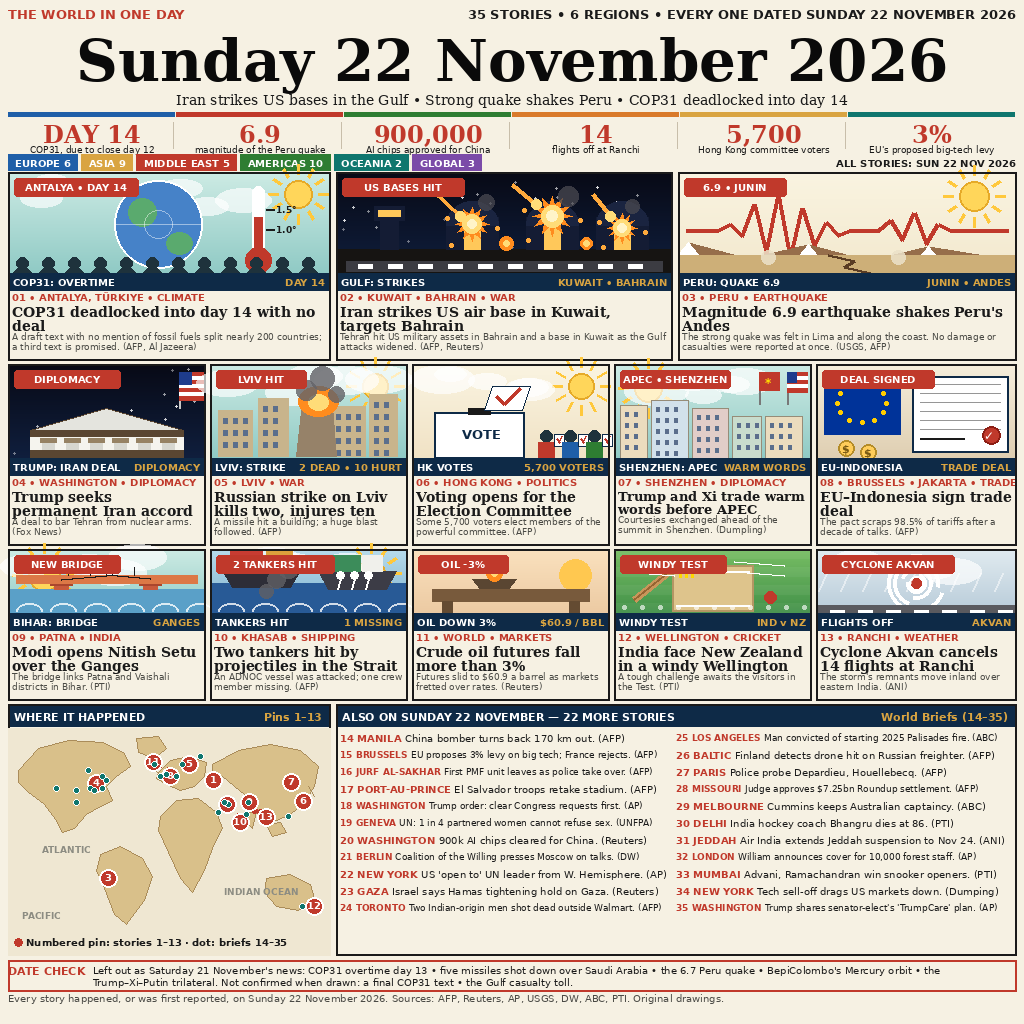 THE WORLD IN ONE DAY
35 STORIES • 6 REGIONS • EVERY ONE DATED SUNDAY 22 NOVEMBER 2026
Sunday 22 November 2026
Iran strikes US bases in the Gulf • Strong quake shakes Peru • COP31 deadlocked into day 14
DAY 14
COP31, due to close day 12
6.9
magnitude of the Peru quake
900,000
AI chips approved for China
14
flights off at Ranchi
5,700
Hong Kong committee voters
3%
EU's proposed big-tech levy
EUROPE 6
ASIA 9
MIDDLE EAST 5
AMERICAS 10
OCEANIA 2
GLOBAL 3
ALL STORIES: SUN 22 NOV 2026
ANTALYA • DAY 14
1.5°
1.0°
COP31: OVERTIME
DAY 14
01 • ANTALYA, TÜRKIYE • CLIMATE
COP31 deadlocked into day 14 with no
deal
A draft text with no mention of fossil fuels split nearly 200 countries;
a third text is promised. (AFP, Al Jazeera)
US BASES HIT
GULF: STRIKES
KUWAIT • BAHRAIN
02 • KUWAIT • BAHRAIN • WAR
Iran strikes US air base in Kuwait,
targets Bahrain
Tehran hit US military assets in Bahrain and a base in Kuwait as the Gulf
attacks widened. (AFP, Reuters)
6.9 • JUNIN
PERU: QUAKE 6.9
JUNIN • ANDES
03 • PERU • EARTHQUAKE
Magnitude 6.9 earthquake shakes Peru's
Andes
The strong quake was felt in Lima and along the coast. No damage or
casualties were reported at once. (USGS, AFP)
DIPLOMACY
TRUMP: IRAN DEAL
DIPLOMACY
04 • WASHINGTON • DIPLOMACY
Trump seeks
permanent Iran accord
A deal to bar Tehran from nuclear arms.
(Fox News)
LVIV HIT
LVIV: STRIKE
2 DEAD • 10 HURT
05 • LVIV • WAR
Russian strike on Lviv
kills two, injures ten
A missile hit a building; a huge blast
followed. (AFP)
VOTE
HK VOTES
5,700 VOTERS
06 • HONG KONG • POLITICS
Voting opens for the
Election Committee
Some 5,700 voters elect members of the
powerful committee. (AFP)
APEC • SHENZHEN
SHENZHEN: APEC
WARM WORDS
07 • SHENZHEN • DIPLOMACY
Trump and Xi trade warm
words before APEC
Courtesies exchanged ahead of the
summit in Shenzhen. (Dumpling)
DEAL SIGNED
EU-INDONESIA
TRADE DEAL
08 • BRUSSELS • JAKARTA • TRADE
EU–Indonesia sign trade
deal
The pact scraps 98.5% of tariffs after a
decade of talks. (AFP)
NEW BRIDGE
BIHAR: BRIDGE
GANGES
09 • PATNA • INDIA
Modi opens Nitish Setu
over the Ganges
The bridge links Patna and Vaishali
districts in Bihar. (PTI)
2 TANKERS HIT
TANKERS HIT
1 MISSING
10 • KHASAB • SHIPPING
Two tankers hit by
projectiles in the Strait
An ADNOC vessel was attacked; one crew
member missing. (AFP)
OIL -3%
OIL DOWN 3%
$60.9 / BBL
11 • WORLD • MARKETS
Crude oil futures fall
more than 3%
Futures slid to $60.9 a barrel as markets
fretted over rates. (Reuters)
WINDY TEST
WINDY TEST
IND v NZ
12 • WELLINGTON • CRICKET
India face New Zealand
in a windy Wellington
A tough challenge awaits the visitors in
the Test. (PTI)
CYCLONE AKVAN
FLIGHTS OFF
AKVAN
13 • RANCHI • WEATHER
Cyclone Akvan cancels
14 flights at Ranchi
The storm's remnants move inland over
eastern India. (ANI)
WHERE IT HAPPENED
Pins 1–13
4
5
1
7
6
10
13
3
12
ATLANTIC
INDIAN OCEAN
PACIFIC
Numbered pin: stories 1–13 · dot: briefs 14–35
ALSO ON SUNDAY 22 NOVEMBER — 22 MORE STORIES
World Briefs (14–35)
14 MANILA China bomber turns back 170 km out. (AFP)
15 BRUSSELS EU proposes 3% levy on big tech; France rejects. (AFP)
16 JURF AL-SAKHAR First PMF unit leaves as police take over. (AFP)
17 PORT-AU-PRINCE El Salvador troops retake stadium. (AFP)
18 WASHINGTON Trump order: clear Congress requests first. (AP)
19 GENEVA UN: 1 in 4 partnered women cannot refuse sex. (UNFPA)
20 WASHINGTON 900k AI chips cleared for China. (Reuters)
21 BERLIN Coalition of the Willing presses Moscow on talks. (DW)
22 NEW YORK US 'open to' UN leader from W. Hemisphere. (AP)
23 GAZA Israel says Hamas tightening hold on Gaza. (Reuters)
24 TORONTO Two Indian-origin men shot dead outside Walmart. (AFP)
25 LOS ANGELES Man convicted of starting 2025 Palisades fire. (ABC)
26 BALTIC Finland detects drone hit on Russian freighter. (AFP)
27 PARIS Police probe Depardieu, Houellebecq. (AFP)
28 MISSOURI Judge approves $7.25bn Roundup settlement. (AFP)
29 MELBOURNE Cummins keeps Australian captaincy. (ABC)
30 DELHI India hockey coach Bhangru dies at 86. (PTI)
31 JEDDAH Air India extends Jeddah suspension to Nov 24. (ANI)
32 LONDON William announces cover for 10,000 forest staff. (AP)
33 MUMBAI Advani, Ramachandran win snooker openers. (PTI)
34 NEW YORK Tech sell-off drags US markets down. (Dumping)
35 WASHINGTON Trump shares senator-elect's 'TrumpCare' plan. (AP)
DATE CHECK
Left out as Saturday 21 November's news: COP31 overtime day 13 • five missiles shot down over Saudi Arabia • the 6.7 Peru quake • BepiColombo's Mercury orbit • the
Trump–Xi–Putin trilateral. Not confirmed when drawn: a final COP31 text • the Gulf casualty toll.
Every story happened, or was first reported, on Sunday 22 November 2026. Sources: AFP, Reuters, AP, USGS, DW, ABC, PTI. Original drawings.